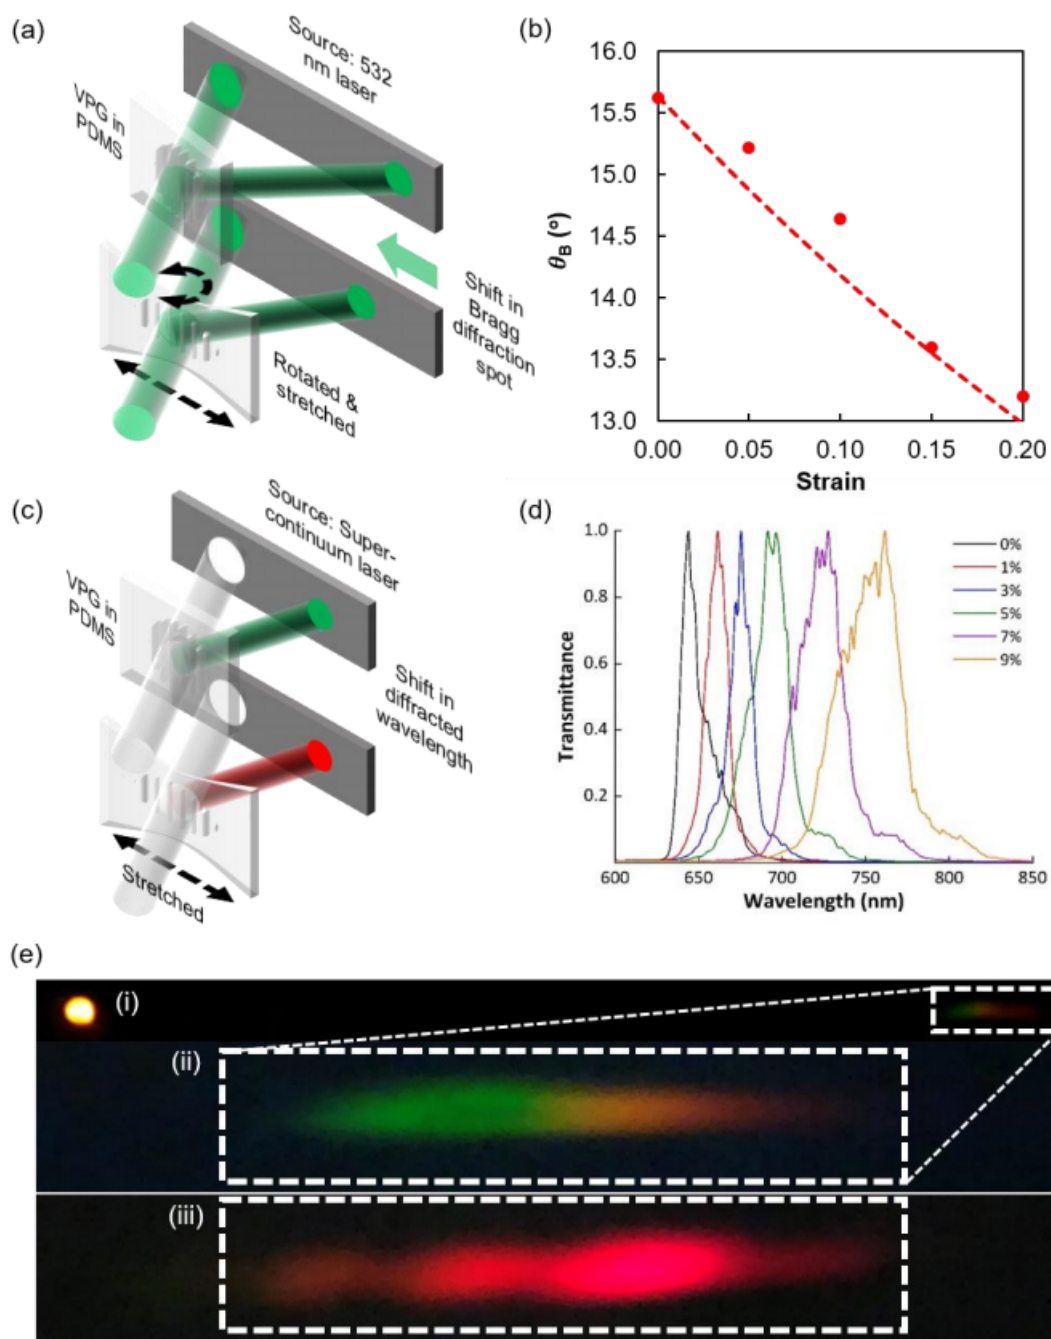 (a)
Source: 532
nm laser
VPG in
PDMS
Shift in
Bragg
diffraction
spot
Rotated &
stretched
(b)
16.0
15.5
15.0
14.5
14.0
13.5
13.0
θB (°)
0.00 0.05 0.10 0.15 0.20
Strain
(c)
Source: Super-
continuum laser
VPG in
PDMS
Shift in
diffracted
wavelength
Stretched
(d)
1.0
0.8
0.6
0.4
0.2
Transmittance
0%
1%
3%
5%
7%
9%
600 650 700 750 800 850
Wavelength (nm)
(e)
(i)
(ii)
(iii)